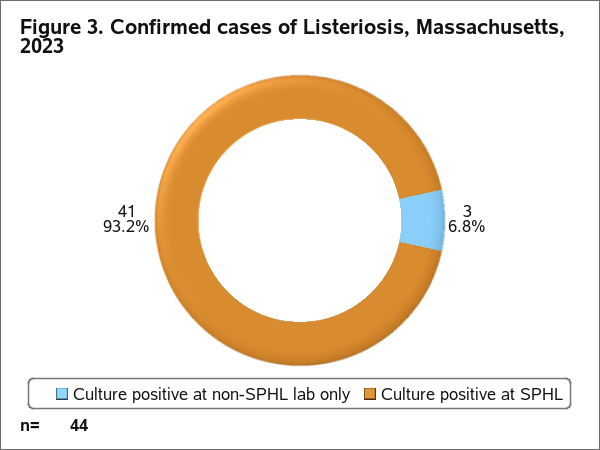 Figure 3. Confirmed cases of Listeriosis, Massachusetts,
2023
41
93.2%
3
6.8%
Culture positive at non-SPHL lab only
Culture positive at SPHL
n= 44